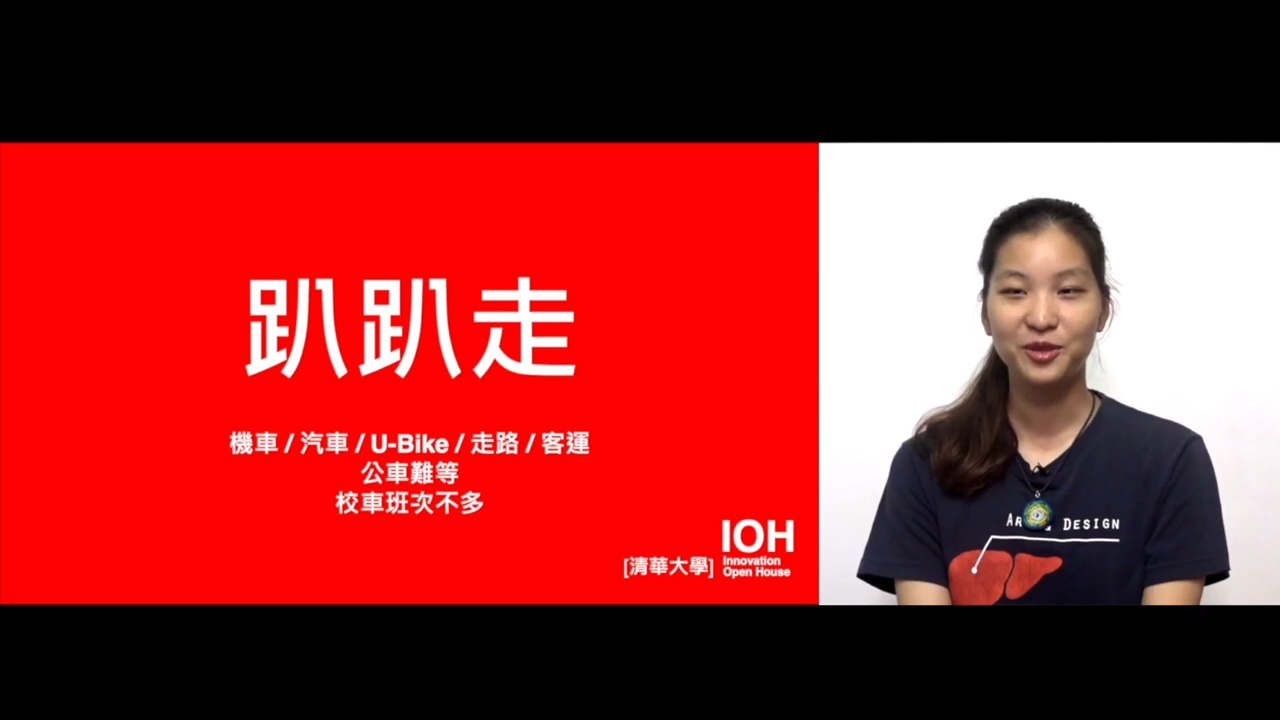 趴趴走
機車 / 汽車 / U-Bike / 走路 / 客運
公車難等
校車班次不多
[清華大學]
IOH
Innovation
Open House
DESIGN